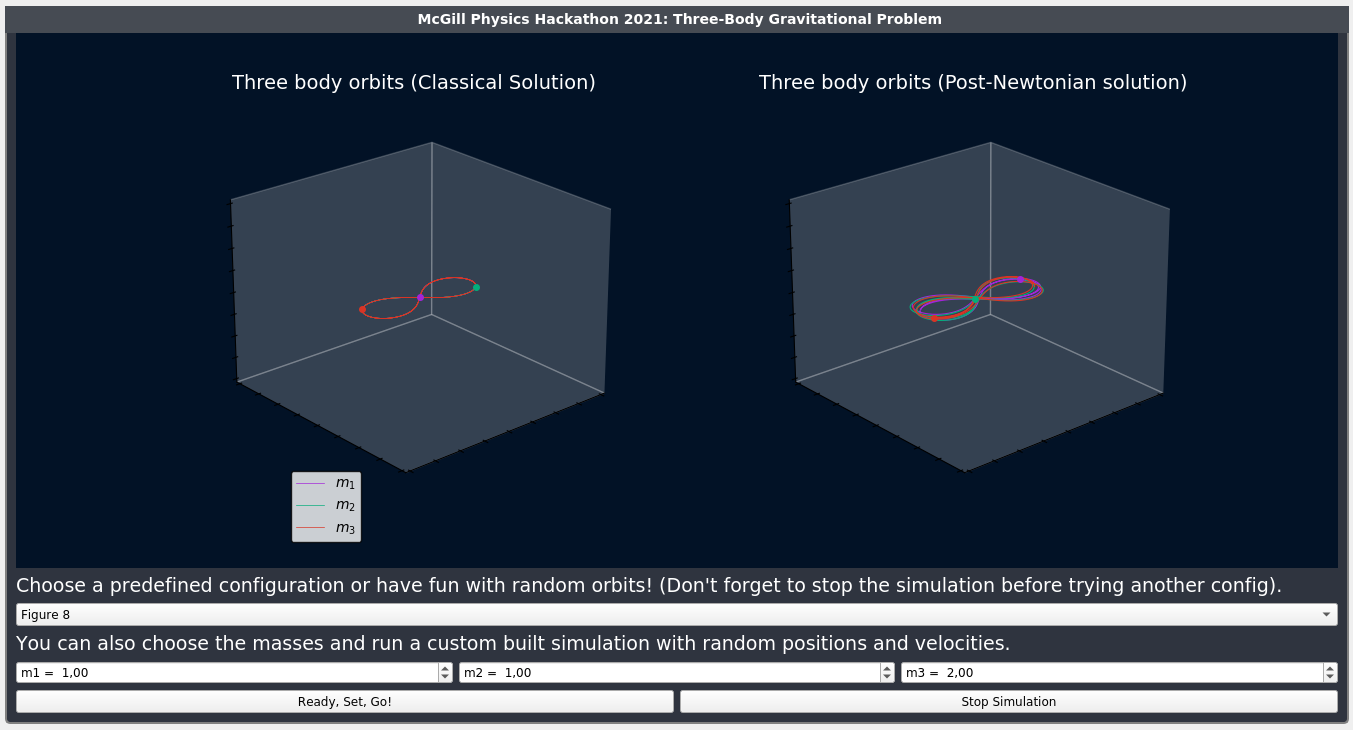 McGill Physics Hackathon 2021: Three-Body Gravitational Problem
Three body orbits (Classical Solution)
Three body orbits (Post-Newtonian solution)
m1
m2
m3
Choose a predefined configuration or have fun with random orbits! (Don't forget to stop the simulation before trying another config).
Figure 8
You can also choose the masses and run a custom built simulation with random positions and velocities.
m1 =  1,00
m2 =  1,00
m3 =  2,00
Ready, Set, Go!
Stop Simulation